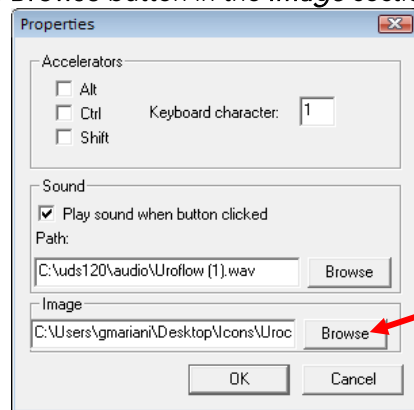 Browse button in the Image
Properties
Accelerators
Alt
Ctrl Keyboard character: 1
Shift
Sound
Play sound when button clicked
Path:
C:\uds120\audio\Uroflow (1).wav Browse
Image
C:\Users\gmariani\Desktop\Icons\Uroc Browse
OK Cancel